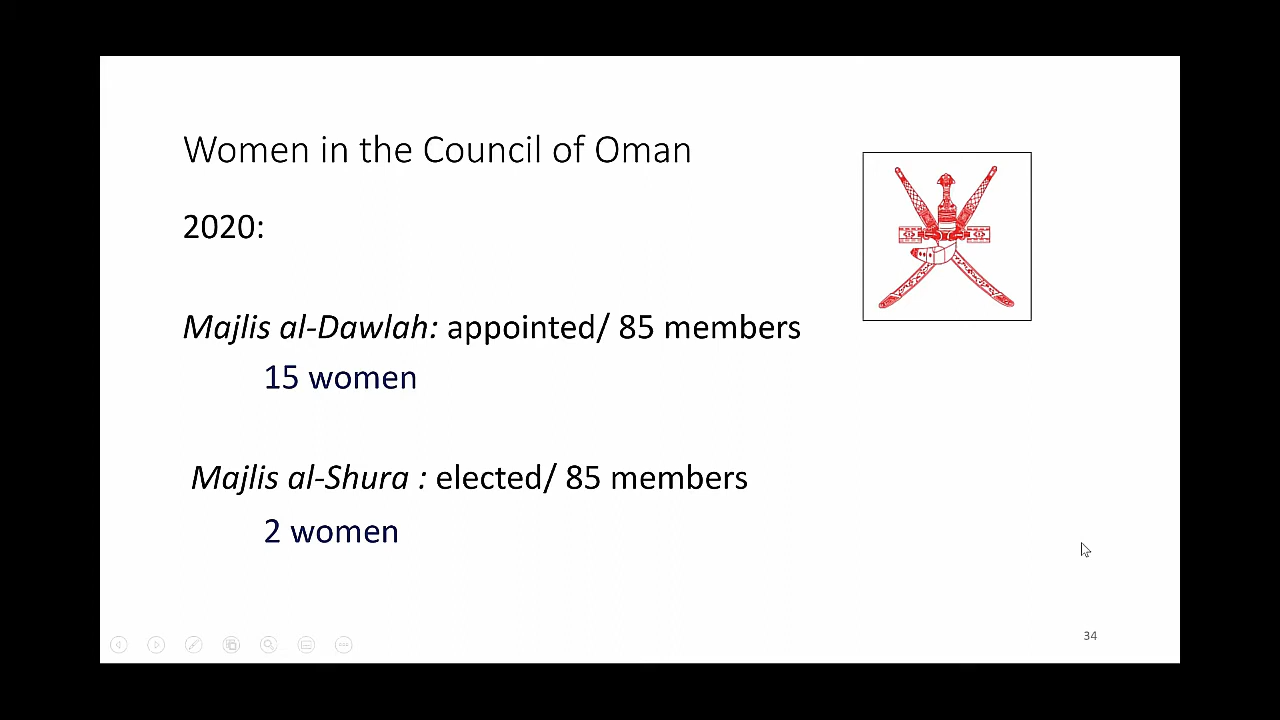 Women in the Council of Oman
2020:
Majlis al-Dawlah: appointed/ 85 members
15 women
Majlis al-Shura : elected/ 85 members
2 women
34